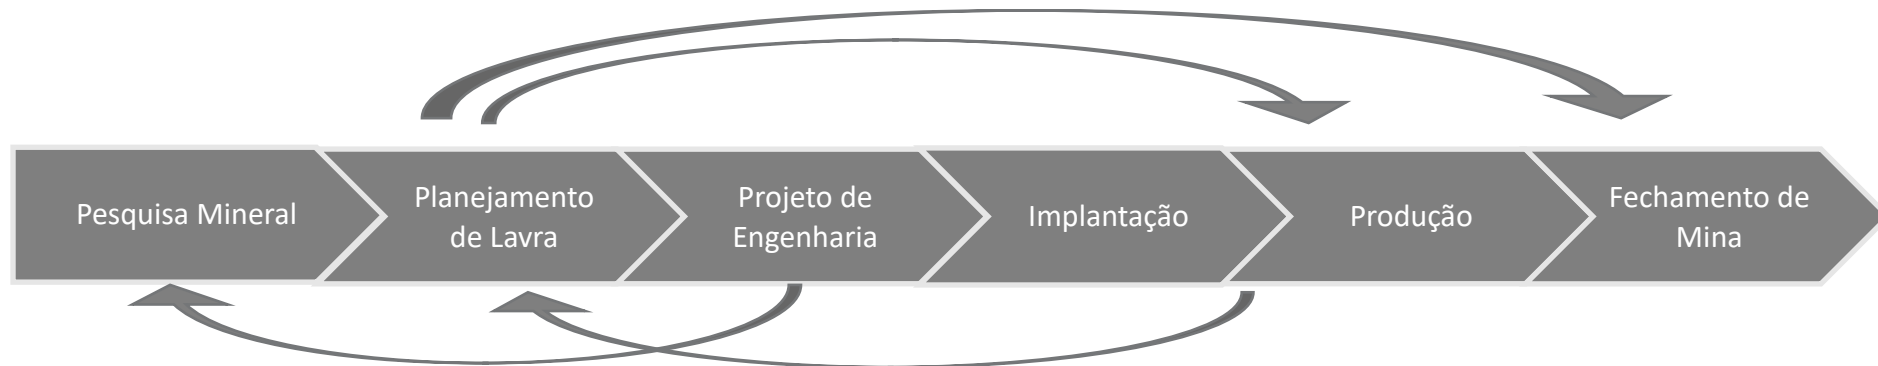 Pesquisa Mineral
Planejamento
de Lavra
Projeto de
Engenharia
Implantação
Produção
Fechamento de
Mina